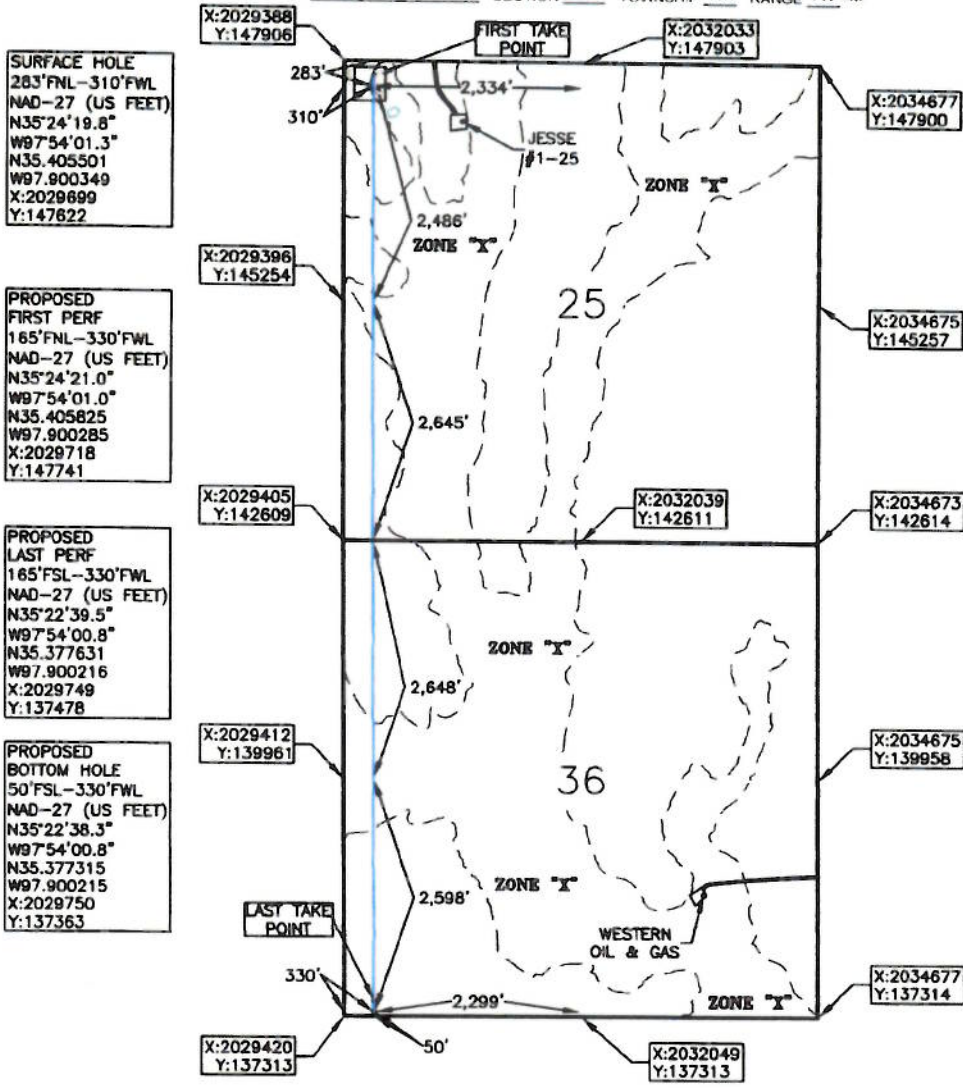 X:2029388
Y:147906
FIRST TAKE
POINT
X:2032033
Y:147903
SURFACE HOLE
283'FNL-310'FWL
NAD-27 (US FEET)
N35°24'19.8"
W97°54'01.3"
N35.405501
W97.900349
X:2029699
Y:147622
283'
310'
2,334'
JESSE
#1-25
X:2034677
Y:147900
ZONE "X"
2,486'
ZONE "X"
X:2029396
Y:145254
25
PROPOSED
FIRST PERF
165'FNL-330'FWL
NAD-27 (US FEET)
N35°24'21.0"
W97°54'01.0"
N35.405825
W97.900285
X:2029718
Y:147741
X:2034675
Y:145257
2,645'
X:2029405
Y:142609
X:2032039
Y:142611
X:2034673
Y:142614
PROPOSED
LAST PERF
165'FSL-330'FWL
NAD-27 (US FEET)
N35°22'39.5"
W97°54'00.8"
N35.377631
W97.900216
X:2029749
Y:137478
ZONE "X"
2,648'
X:2029412
Y:139961
36
X:2034675
Y:139958
PROPOSED
BOTTOM HOLE
50'FSL-330'FWL
NAD-27 (US FEET)
N35°22'38.3"
W97°54'00.8"
N35.377315
W97.900215
X:2029750
Y:137363
ZONE "X"
2,598'
LAST TAKE
POINT
WESTERN
OIL & GAS
330'
2,299'
ZONE "X"
X:2034677
Y:137314
50'
X:2029420
Y:137313
X:2032049
Y:137313